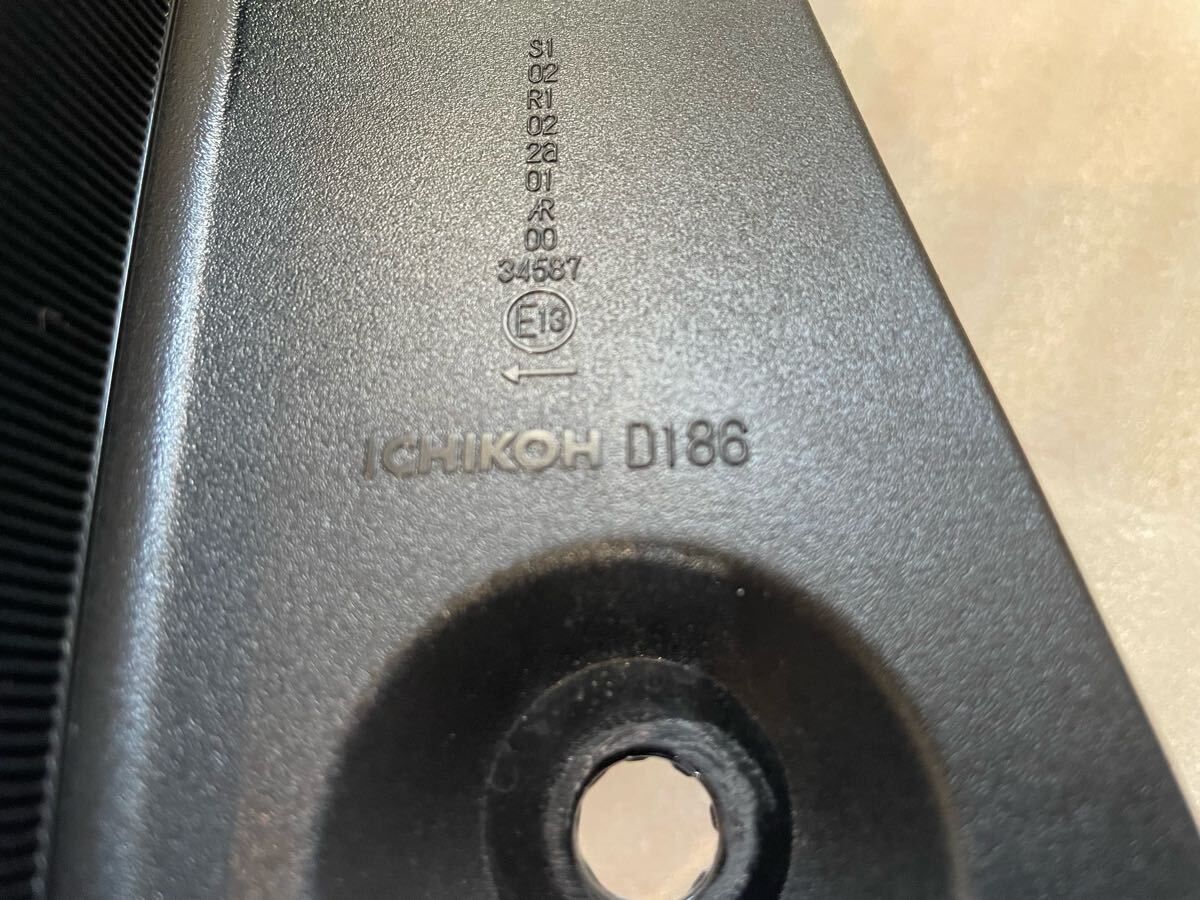 S1
02
R1
02
2a
01
AR
00
34587
E13
←
ICHIKOH D186